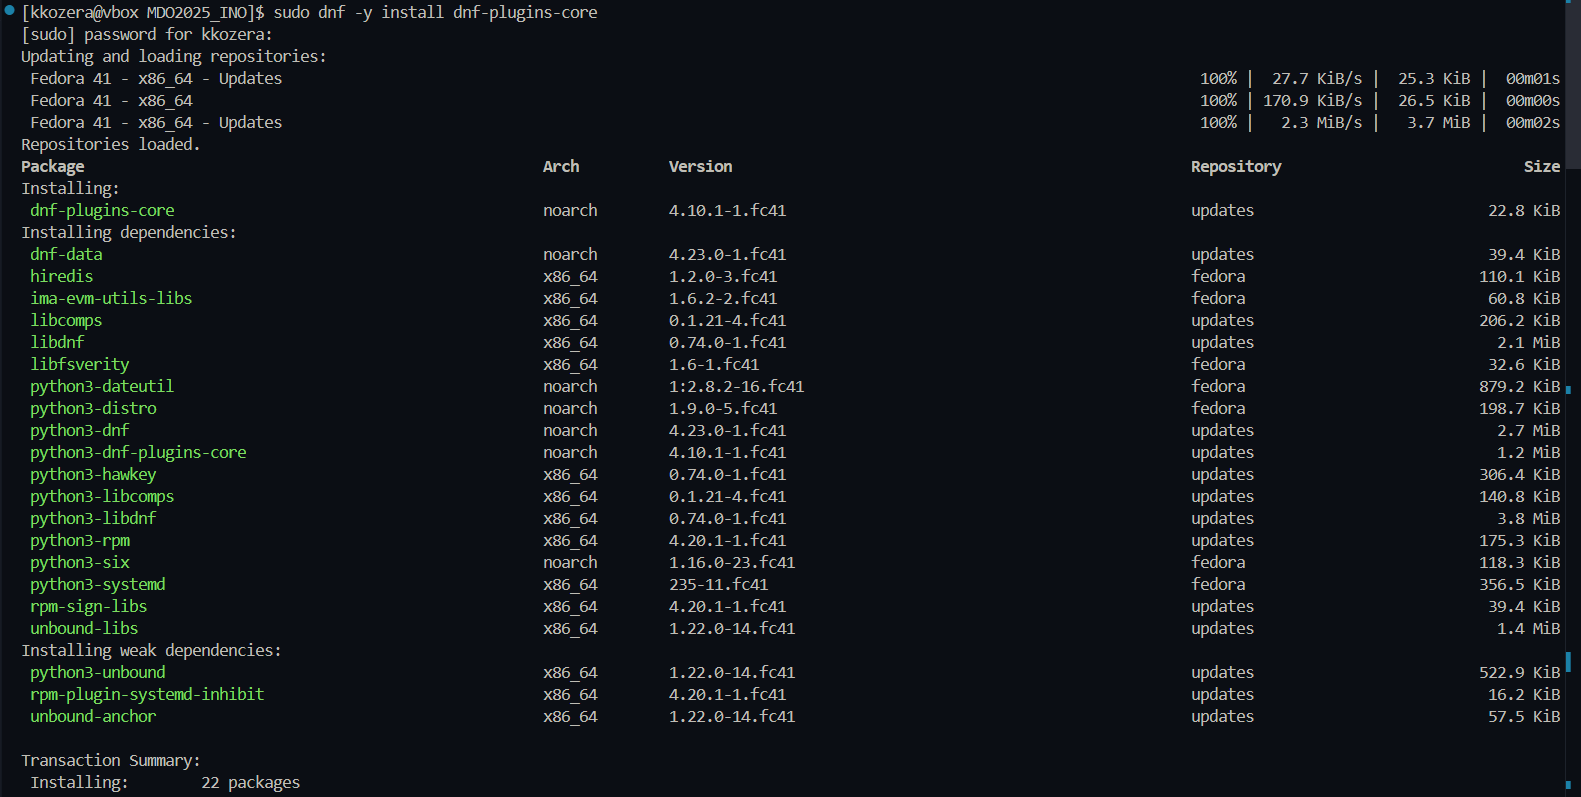 [kkozera@vbox MDO2025_INO]$ sudo dnf -y install dnf-plugins-core
[sudo] password for kkozera:
Updating and loading repositories:
Fedora 41 - x86_64 - Updates 100% | 27.7 KiB/s | 25.3 KiB | 00m01s
Fedora 41 - x86_64 100% | 170.9 KiB/s | 26.5 KiB | 00m00s
Fedora 41 - x86_64 - Updates 100% | 2.3 MiB/s | 3.7 MiB | 00m02s
Repositories loaded.
Package Arch Version Repository Size
Installing:
dnf-plugins-core noarch 4.10.1-1.fc41 updates 22.8 KiB
Installing dependencies:
dnf-data noarch 4.23.0-1.fc41 updates 39.4 KiB
hiredis x86_64 1.2.0-3.fc41 fedora 110.1 KiB
ima-evm-utils-libs x86_64 1.6.2-2.fc41 fedora 60.8 KiB
libcomps x86_64 0.1.21-4.fc41 updates 206.2 KiB
libdnf x86_64 0.74.0-1.fc41 updates 2.1 MiB
libfsverity x86_64 1.6-1.fc41 fedora 32.6 KiB
python3-dateutil noarch 1:2.8.2-16.fc41 fedora 879.2 KiB
python3-distro noarch 1.9.0-5.fc41 fedora 198.7 KiB
python3-dnf noarch 4.23.0-1.fc41 updates 2.7 MiB
python3-dnf-plugins-core noarch 4.10.1-1.fc41 updates 1.2 MiB
python3-hawkey x86_64 0.74.0-1.fc41 updates 306.4 KiB
python3-libcomps x86_64 0.1.21-4.fc41 updates 140.8 KiB
python3-libdnf x86_64 0.74.0-1.fc41 updates 3.8 MiB
python3-rpm x86_64 4.20.1-1.fc41 updates 175.3 KiB
python3-six noarch 1.16.0-23.fc41 fedora 118.3 KiB
python3-systemd x86_64 235-11.fc41 fedora 356.5 KiB
rpm-sign-libs x86_64 4.20.1-1.fc41 updates 39.4 KiB
unbound-libs x86_64 1.22.0-14.fc41 updates 1.4 MiB
Installing weak dependencies:
python3-unbound x86_64 1.22.0-14.fc41 updates 522.9 KiB
rpm-plugin-systemd-inhibit x86_64 4.20.1-1.fc41 updates 16.2 KiB
unbound-anchor x86_64 1.22.0-14.fc41 updates 57.5 KiB
Transaction Summary:
Installing: 22 packages